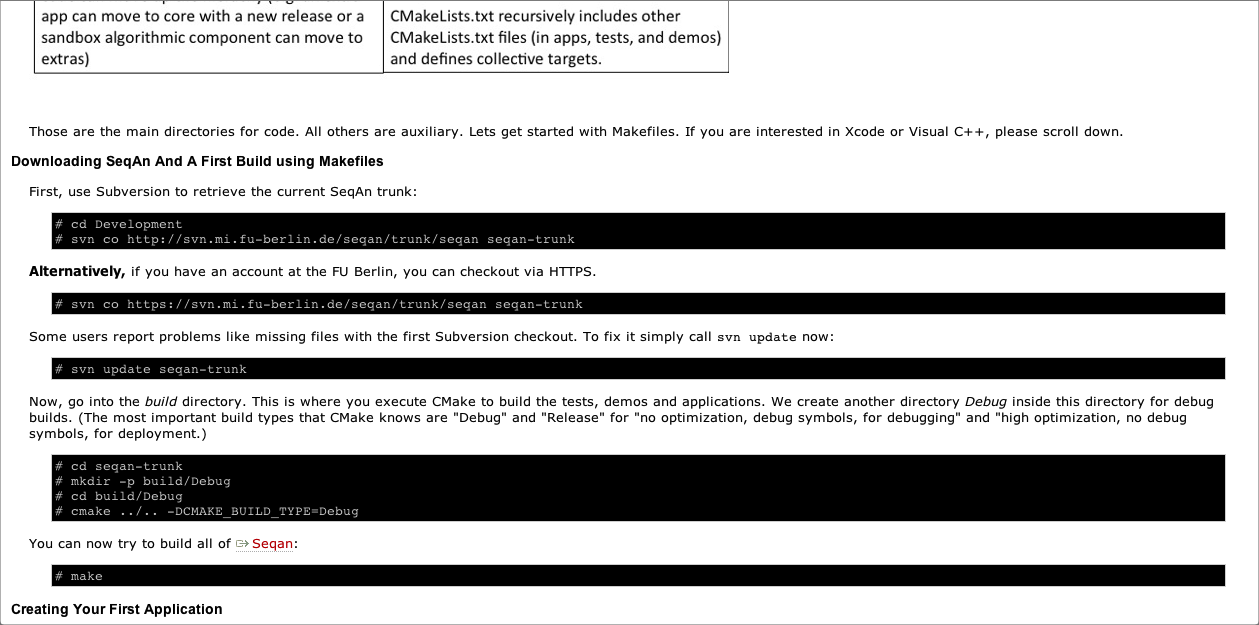 app can move to core with a new release or a
sandbox algorithmic component can move to
extras)
CMakeLists.txt recursively includes other
CMakeLists.txt files (in apps, tests, and demos)
and defines collective targets.
Those are the main directories for code. All others are auxiliary. Lets get started with Makefiles. If you are interested in Xcode or Visual C++, please scroll down.
Downloading SeqAn And A First Build using Makefiles
First, use Subversion to retrieve the current SeqAn trunk:
# cd Development
# svn co http://svn.mi.fu-berlin.de/seqan/trunk/seqan seqan-trunk
Alternatively, if you have an account at the FU Berlin, you can checkout via HTTPS.
# svn co https://svn.mi.fu-berlin.de/seqan/trunk/seqan seqan-trunk
Some users report problems like missing files with the first Subversion checkout. To fix it simply call svn update now:
# svn update seqan-trunk
Now, go into the build directory. This is where you execute CMake to build the tests, demos and applications. We create another directory Debug inside this directory for debug
builds. (The most important build types that CMake knows are "Debug" and "Release" for "no optimization, debug symbols, for debugging" and "high optimization, no debug
symbols, for deployment.)
# cd seqan-trunk
# mkdir -p build/Debug
# cd build/Debug
# cmake ../.. -DCMAKE_BUILD_TYPE=Debug
You can now try to build all of Seqan:
# make
Creating Your First Application